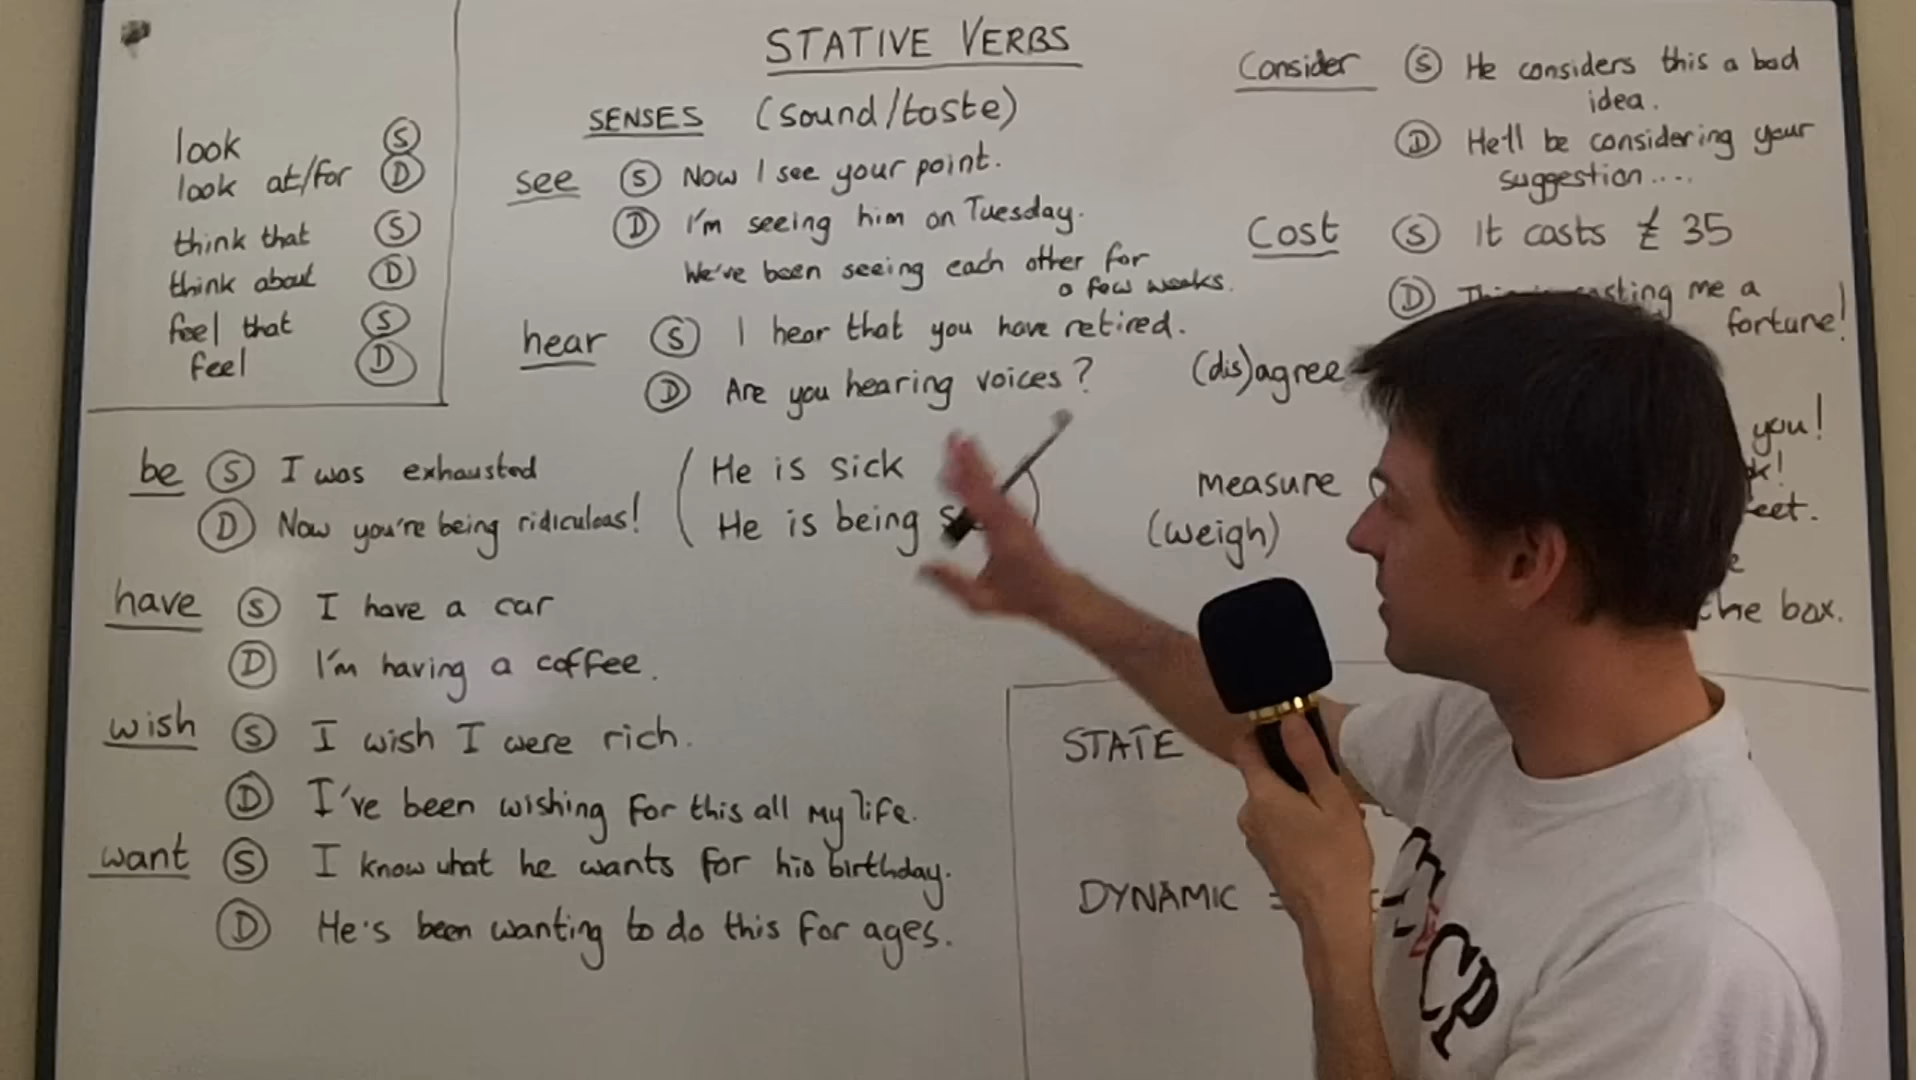 STATIVE VERBS
look Ⓢ
look at/for Ⓓ
think that Ⓢ
think about Ⓓ
feel that Ⓢ
feel Ⓓ
SENSES (sound/taste)
see Ⓢ Now I see your point.
Ⓓ I'm seeing him on Tuesday.
We've been seeing each other for
a few weeks.
hear Ⓢ I hear that you have retired.
Ⓓ Are you hearing voices?
be Ⓢ I was exhausted
Ⓓ Now you're being ridiculous!
(He is sick
He is being
have Ⓢ I have a car
Ⓓ I'm having a coffee.
wish Ⓢ I wish I were rich.
Ⓓ I've been wishing for this all my life.
want Ⓢ I know what he wants for his birthday.
Ⓓ He's been wanting to do this for ages.
Consider Ⓢ He considers this a bad
idea.
Ⓓ He'll be considering your
suggestion....
Cost Ⓢ It costs £ 35
Ⓓ me a
fortune!
(dis)agree
you!
measure
(weigh)
the box.
STATE
DYNAMIC =